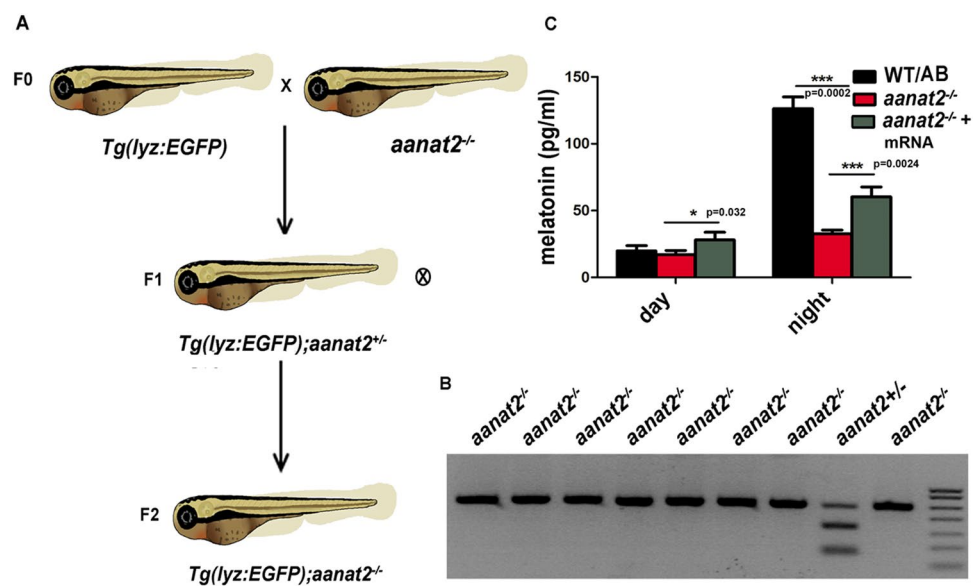 A
F0
X
Tg(lyz:EGFP)
aanat2-/-
F1
ⓧ
Tg(lyz:EGFP);aanat2+/-
F2
Tg(lyz:EGFP);aanat2-/-
C
melatonin (pg/ml)
150
100
50
0
day
night
*
p=0.032
***
p=0.0002
***
p=0.0024
WT/AB
aanat2-/-
aanat2-/- +
mRNA
B
aanat2-/-
aanat2-/-
aanat2-/-
aanat2-/-
aanat2-/-
aanat2-/-
aanat2-/-
aanat2+/-
aanat2-/-